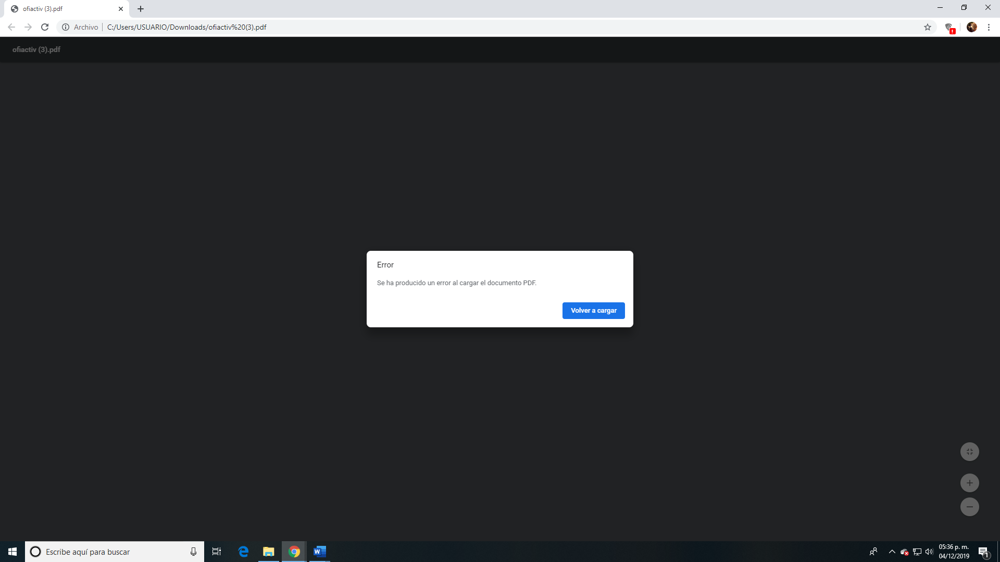 ofiactiv (3).pdf
Archivo | C:/Users/USUARIO/Downloads/ofiactiv%20(3).pdf
ofiactiv (3).pdf
Error
Se ha producido un error al cargar el documento PDF.
Volver a cargar
Escribe aquí para buscar
05:36 p. m.
04/12/2019
1